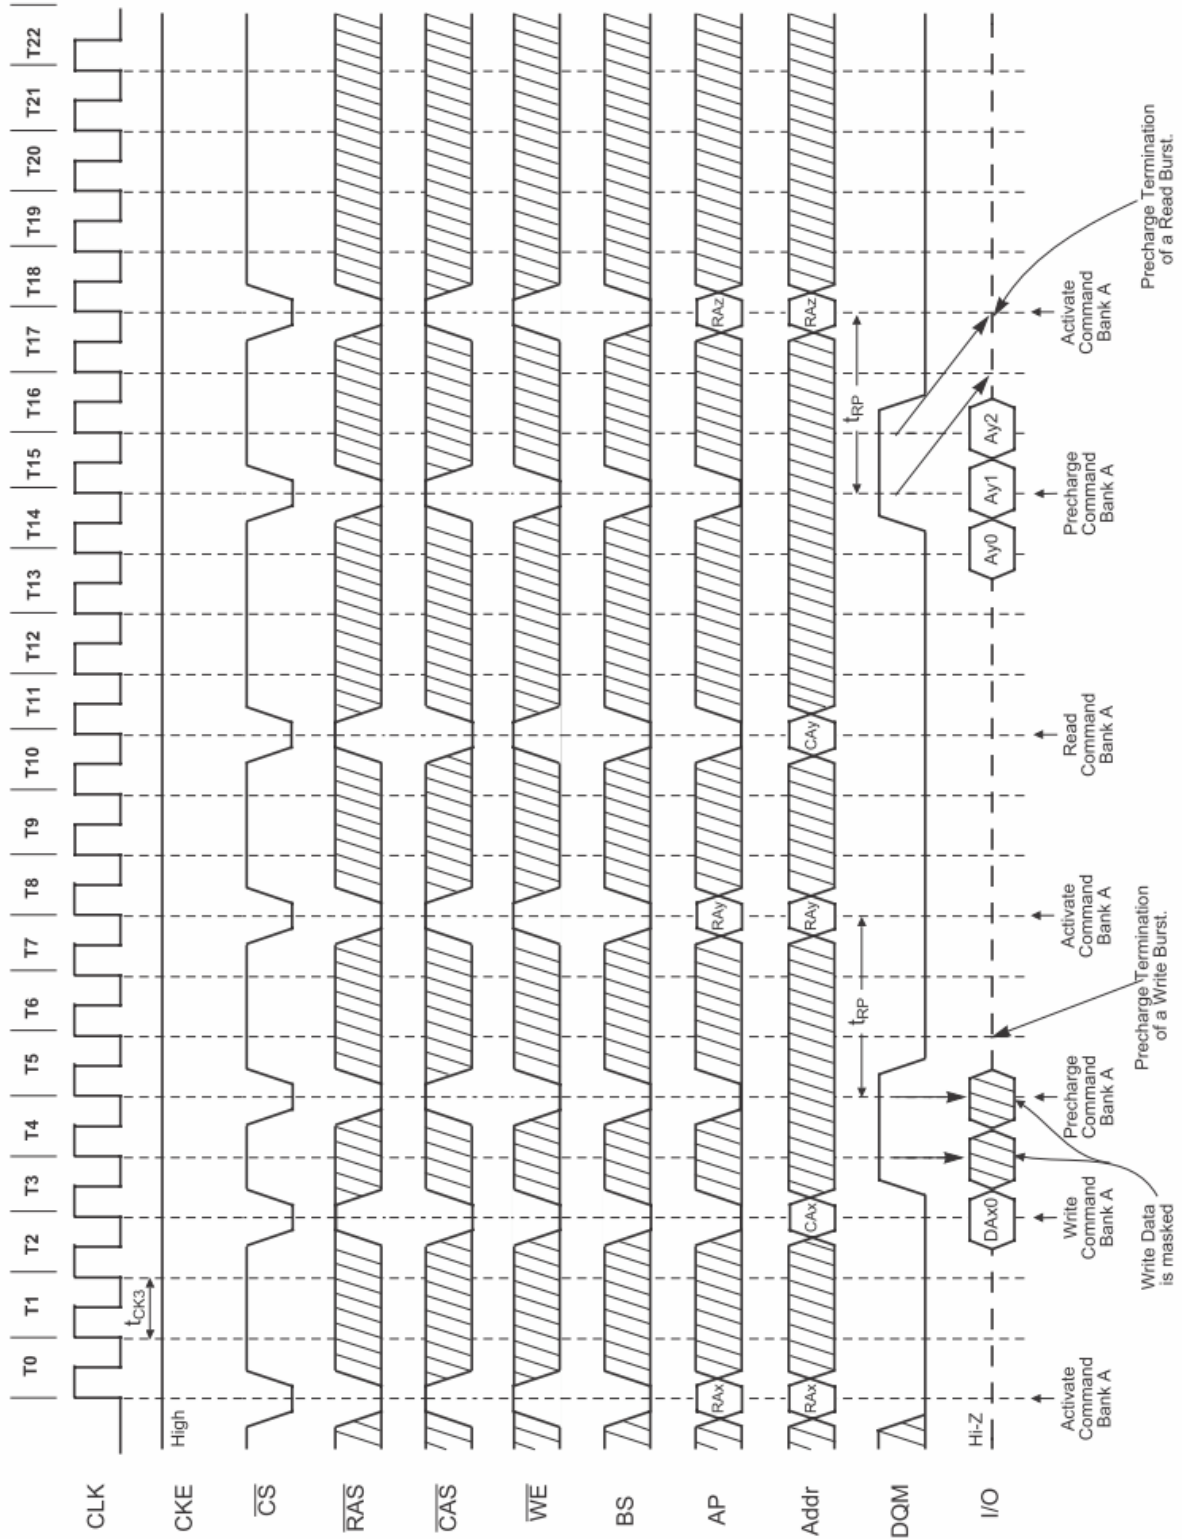 T0 T1 T2 T3 T4 T5 T6 T7 T8 T9 T10 T11 T12 T13 T14 T15 T16 T17 T18 T19 T20 T21 T22
CLK
tCK3
CKE
High
CS
RAS
CAS
WE
BS
AP
RAx RAy RAz
Addr
RAx CAx RAy CAy RAz
DQM
tRP tRP
I/O
Hi-Z
DAx0 Ay0 Ay1 Ay2
Activate
Command
Bank A
Write
Command
Bank A
Precharge
Command
Bank A
Activate
Command
Bank A
Read
Command
Bank A
Precharge
Command
Bank A
Activate
Command
Bank A
Write Data
is masked
Precharge Termination
of a Write Burst.
Precharge Termination
of a Read Burst.